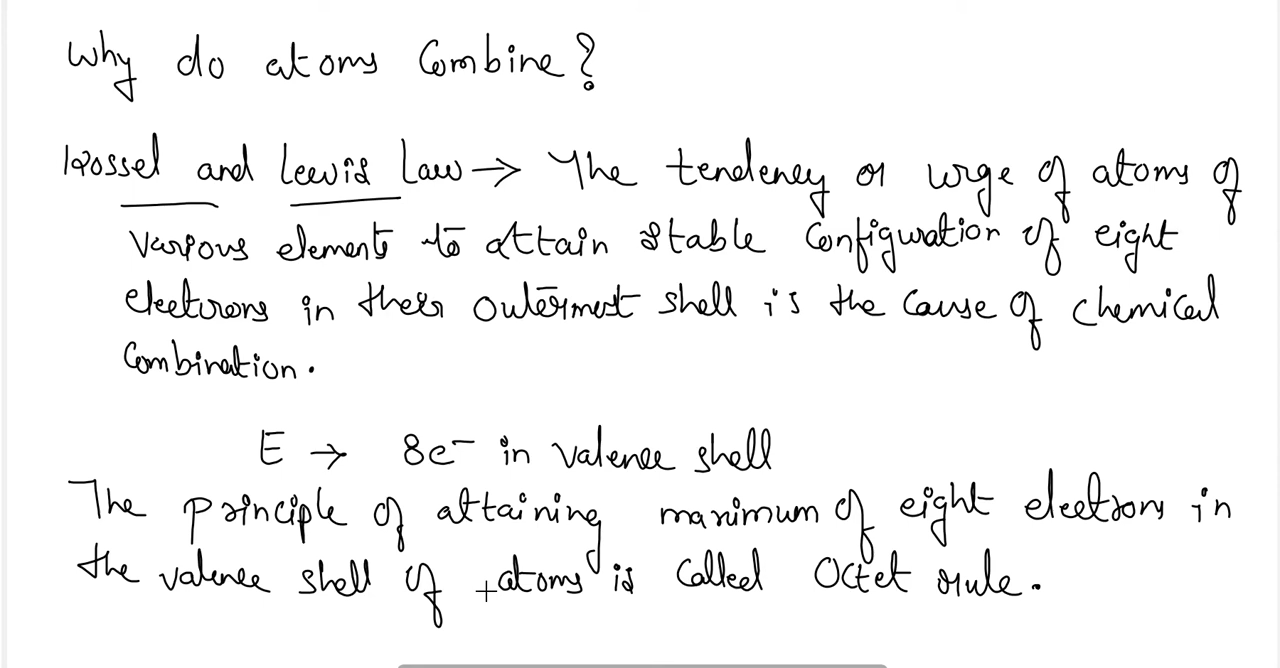 Why do atoms Combine?
Kossel and Lewis Law → The tendency or urge of atoms of
various elements to attain stable Configuration of eight
electrons in their outermost shell is the cause of chemical
Combination.
E → 8e⁻ in valence shell
The principle of attaining maximum of eight electrons in
the valence shell of atoms is called Octet rule.